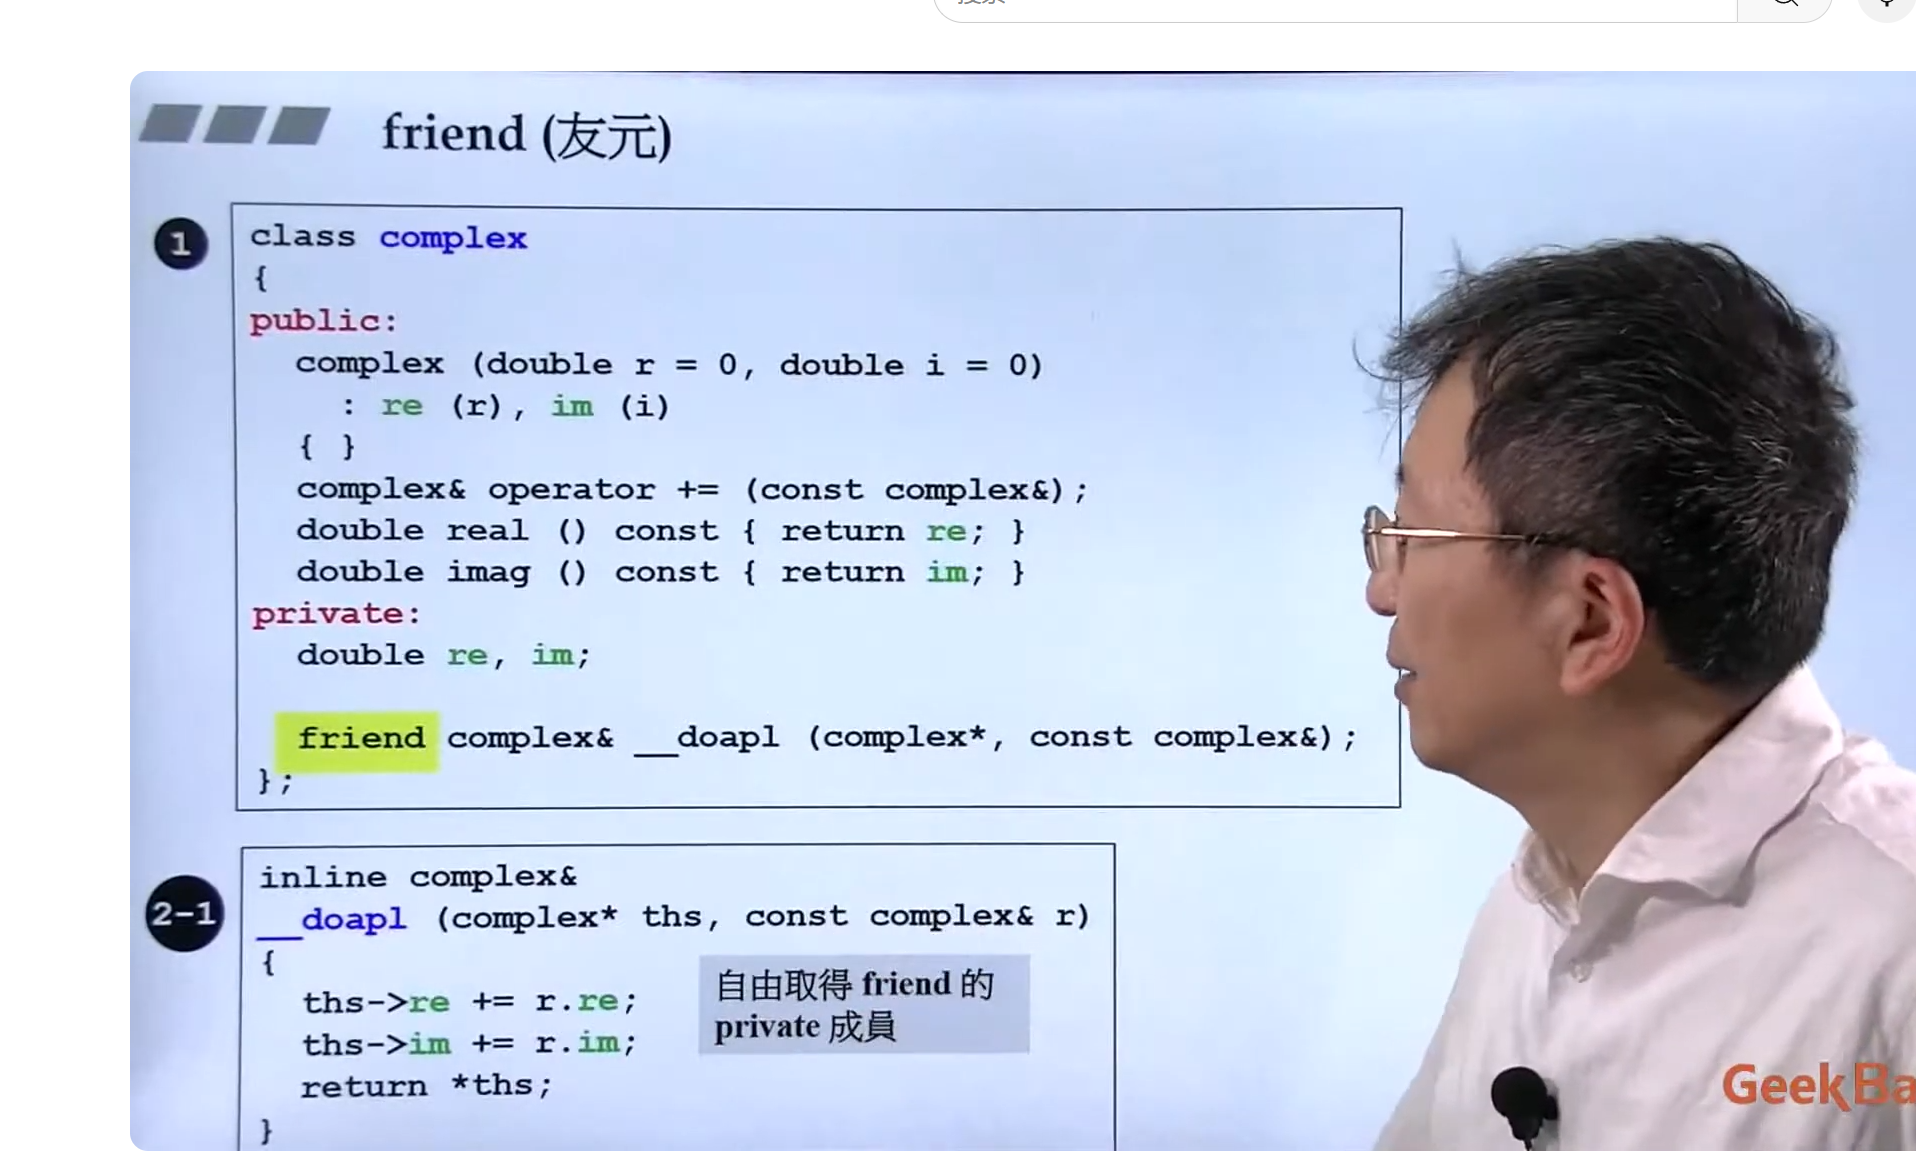 friend (友元)
1
class complex
{
public:
complex (double r = 0, double i = 0)
: re (r), im (i)
{ }
complex& operator += (const complex&);
double real () const { return re; }
double imag () const { return im; }
private:
double re, im;
friend complex& __doapl (complex*, const complex&);
};
2-1
inline complex&
__doapl (complex* ths, const complex& r)
{
ths->re += r.re;
ths->im += r.im;
return *ths;
}
自由取得 friend 的
private 成員